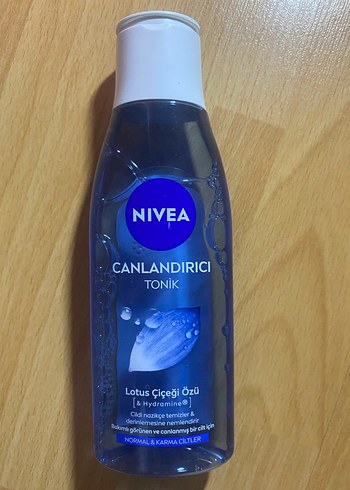 NIVEA
CANLANDIRICI
TONİK
Lotus Çiçeği Özü
[& Hydramine®]
Cildi nazikçe temizler &
derinlemesine nemlendirir
Bakımlı görünen ve canlanmış bir cilt için
NORMAL & KARMA CİLTLER